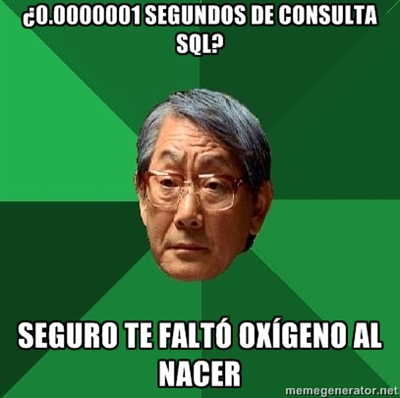 ¿0.0000001 SEGUNDOS DE CONSULTA
SQL?
SEGURO TE FALTÓ OXÍGENO AL
NACER
memegenerator.net